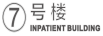 ⑦号楼
INPATIENT BUILDING